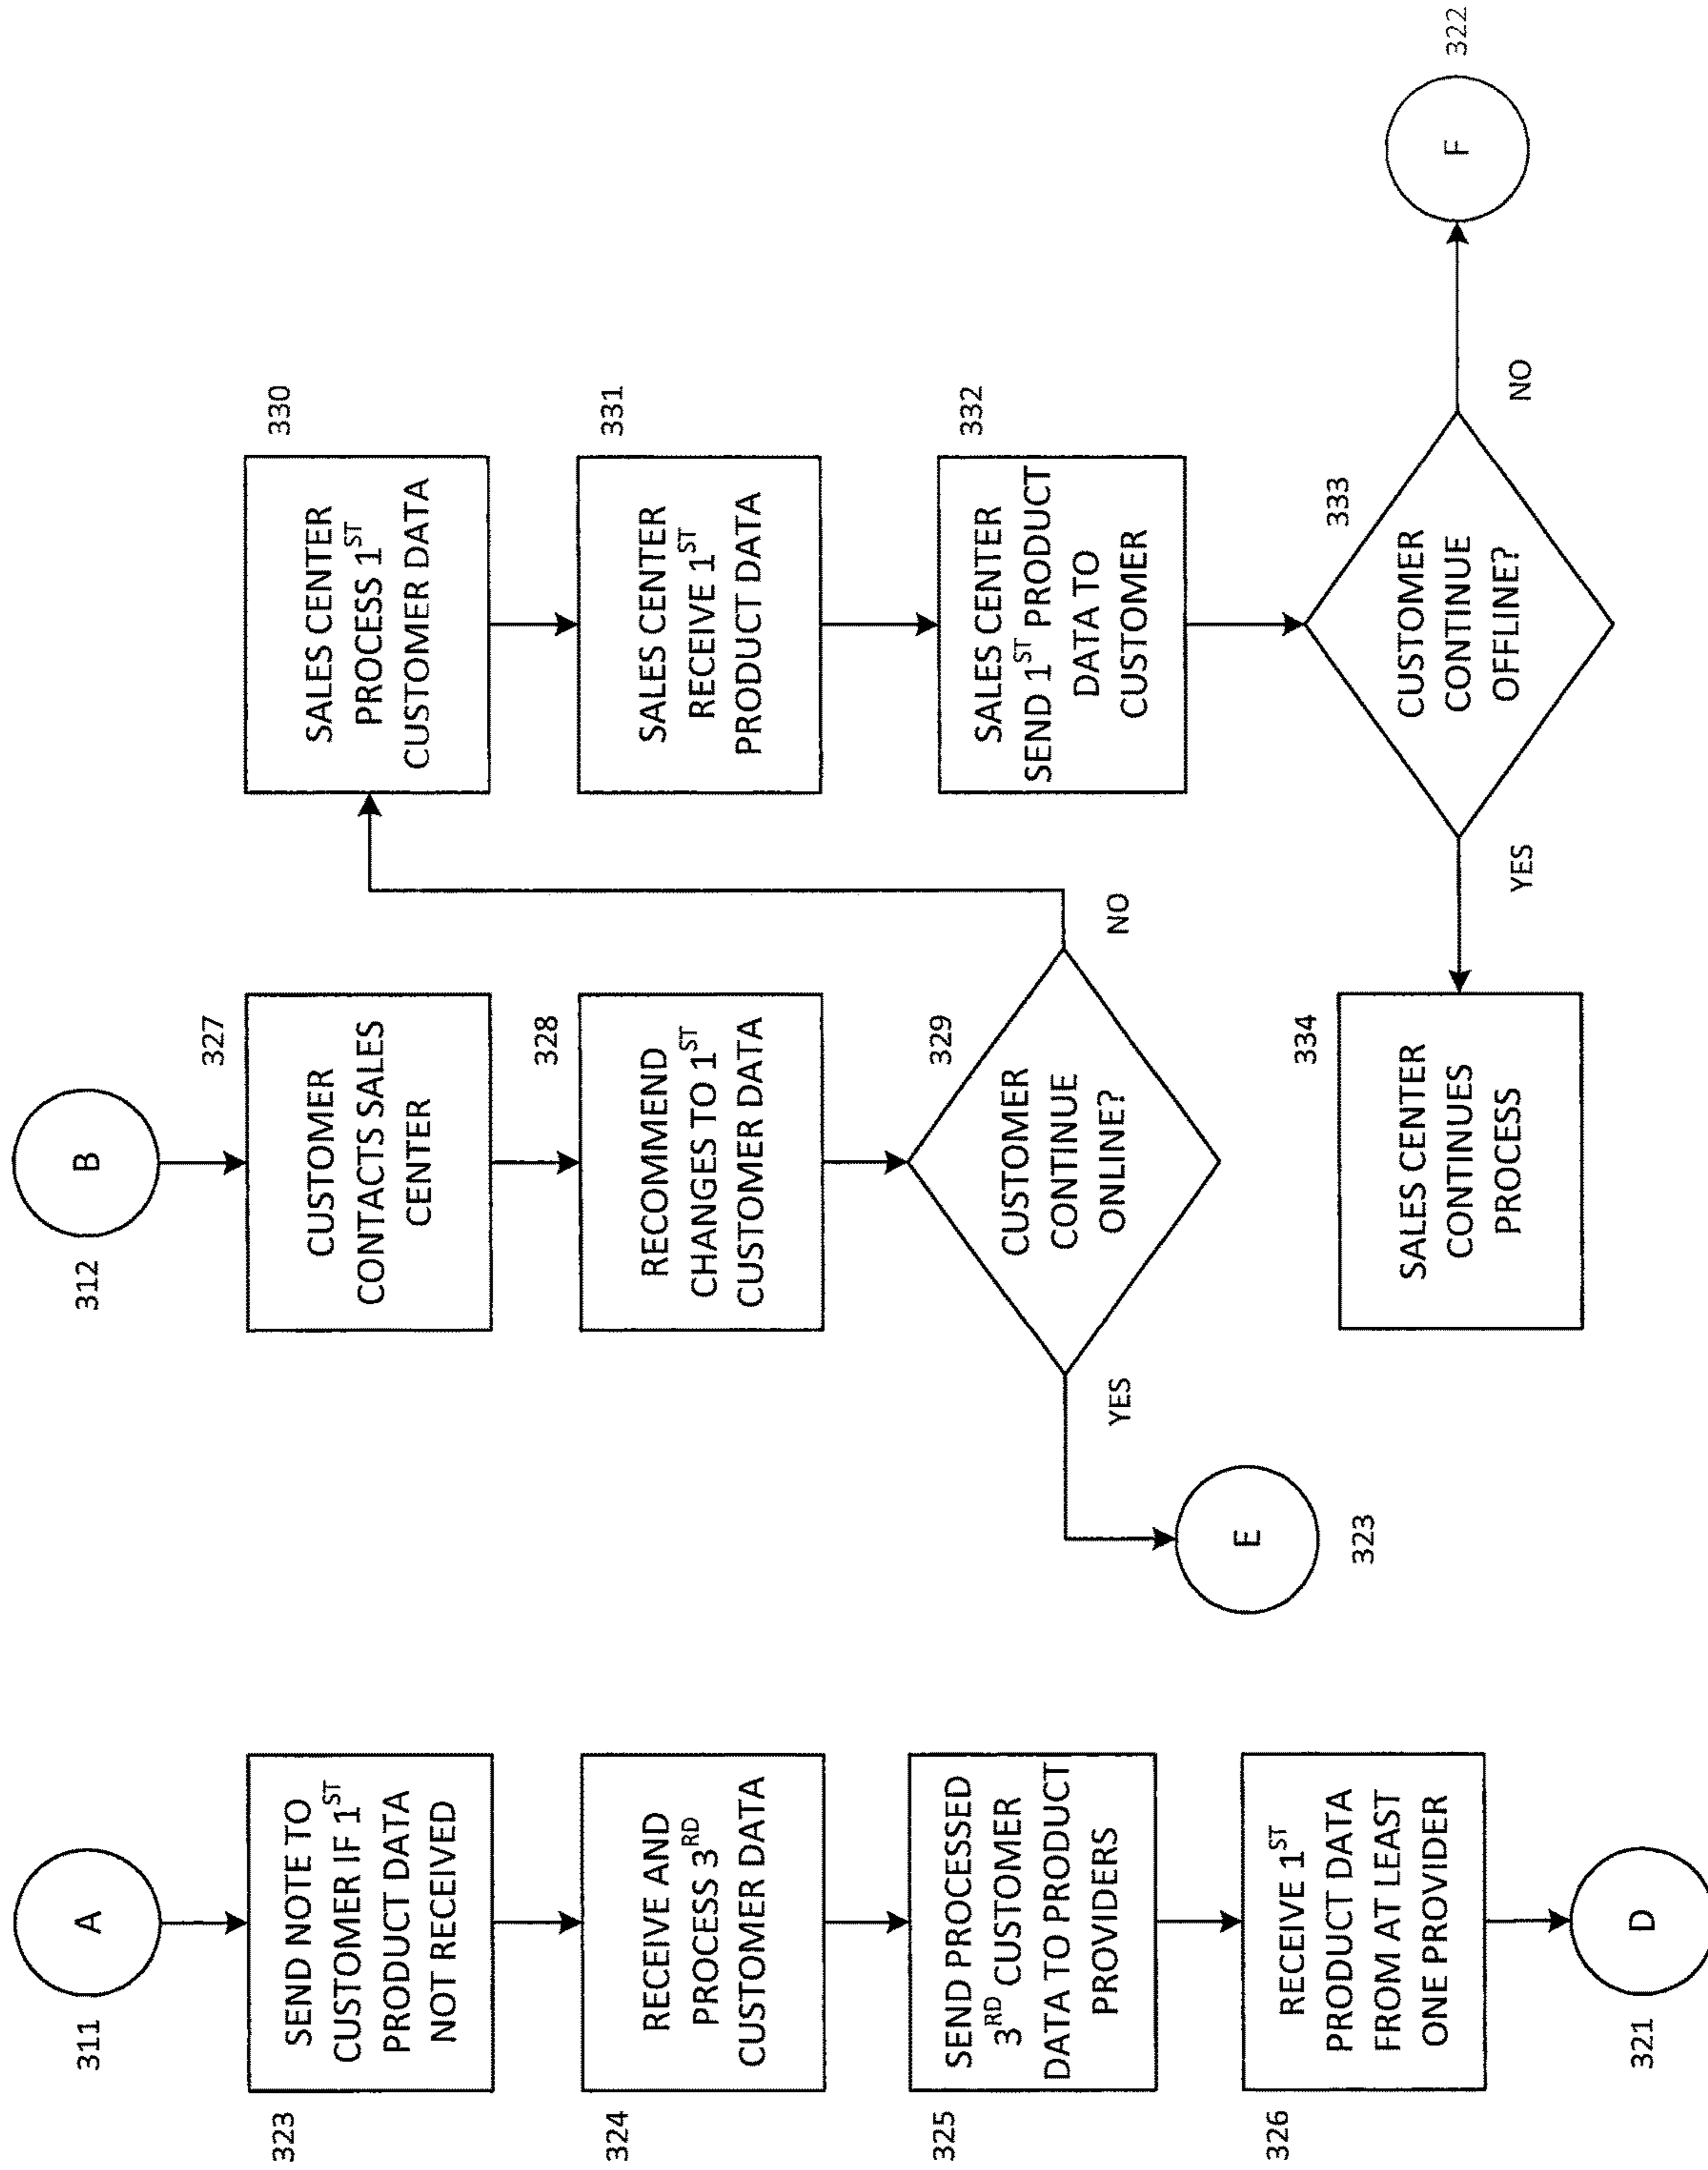 311
A
323
SEND NOTE TO
CUSTOMER IF 1ST
PRODUCT DATA
NOT RECEIVED
324
RECEIVE AND
PROCESS 3RD
CUSTOMER DATA
325
SEND PROCESSED
3RD CUSTOMER
DATA TO PRODUCT
PROVIDERS
326
RECEIVE 1ST
PRODUCT DATA
FROM AT LEAST
ONE PROVIDER
321
D
312
B
327
CUSTOMER
CONTACTS SALES
CENTER
328
RECOMMEND
CHANGES TO 1ST
CUSTOMER DATA
329
CUSTOMER
CONTINUE
ONLINE?
YES
NO
E
323
330
SALES CENTER
PROCESS 1ST
CUSTOMER DATA
331
SALES CENTER
RECEIVE 1ST
PRODUCT DATA
332
SALES CENTER
SEND 1ST PRODUCT
DATA TO
CUSTOMER
333
CUSTOMER
CONTINUE
OFFLINE?
YES
NO
334
SALES CENTER
CONTINUES
PROCESS
F
322